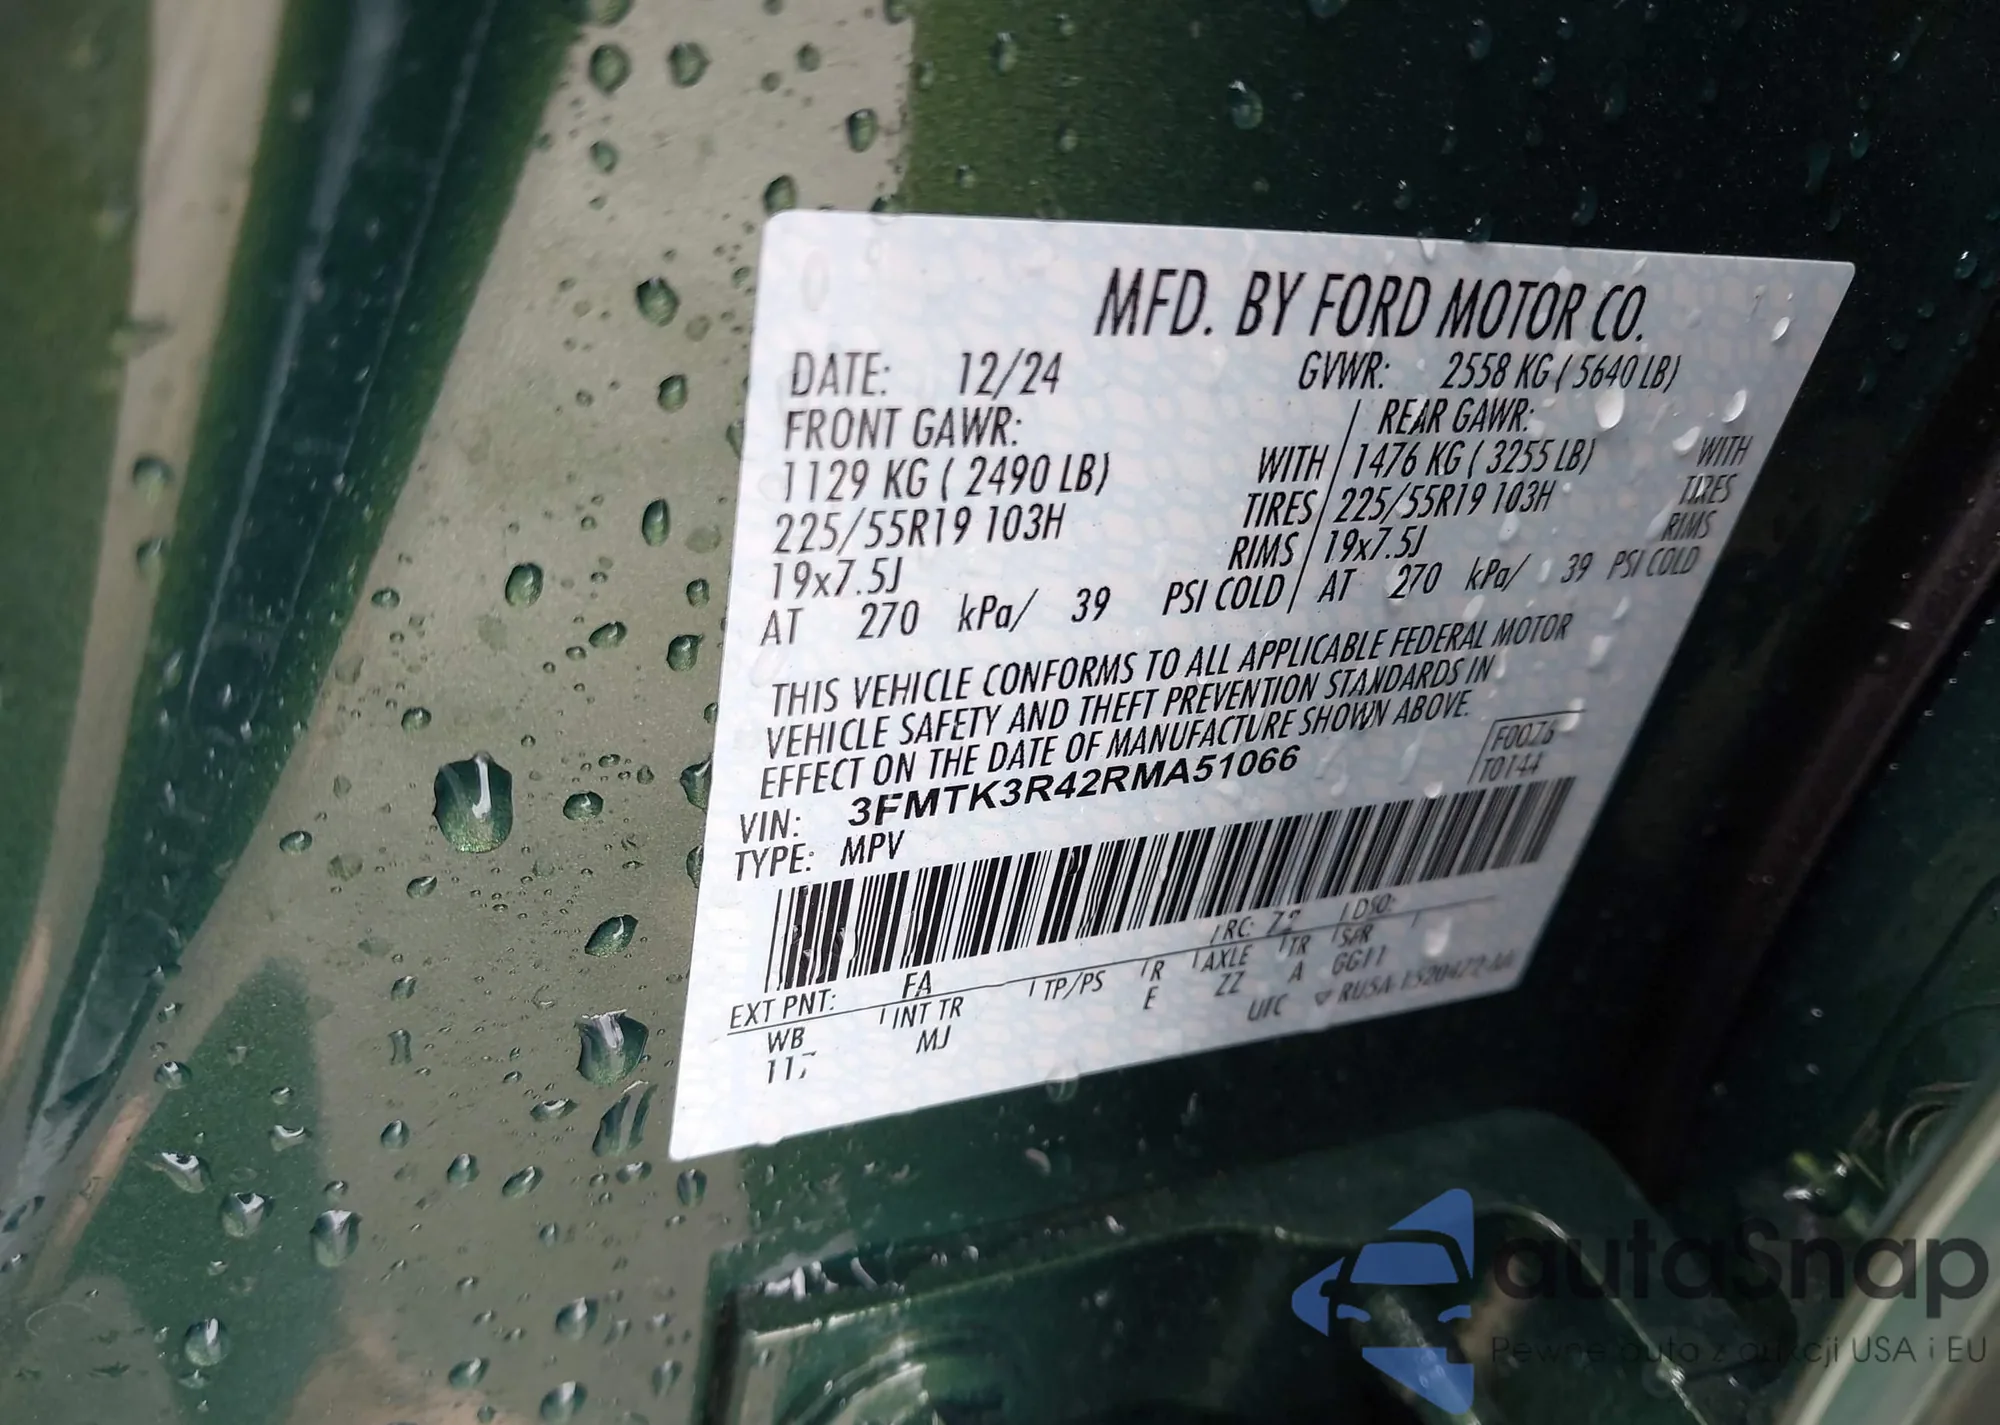 MFD. BY FORD MOTOR CO.
DATE: 12/24 GVWR: 2558 KG ( 5640 LB)
FRONT GAWR: REAR GAWR:
1129 KG ( 2490 LB) WITH 1476 KG ( 3255 LB) WITH
225/55R19 103H TIRES 225/55R19 103H TIRES
19x7.5J RIMS 19x7.5J RIMS
AT 270 kPa/ 39 PSI COLD AT 270 kPa/ 39 PSI COLD
THIS VEHICLE CONFORMS TO ALL APPLICABLE FEDERAL MOTOR
VEHICLE SAFETY AND THEFT PREVENTION STANDARDS IN
EFFECT ON THE DATE OF MANUFACTURE SHOWN ABOVE.
VIN: 3FMTK3R42RMA51066
TYPE: MPV
T0144
EXT PNT: FA RC: DSO:
WB INT TR TP/PS R AXLE TR SPR
MJ E ZZ A GG11
UTC
autaSnap
Pewne auta z aukcji USA i EU